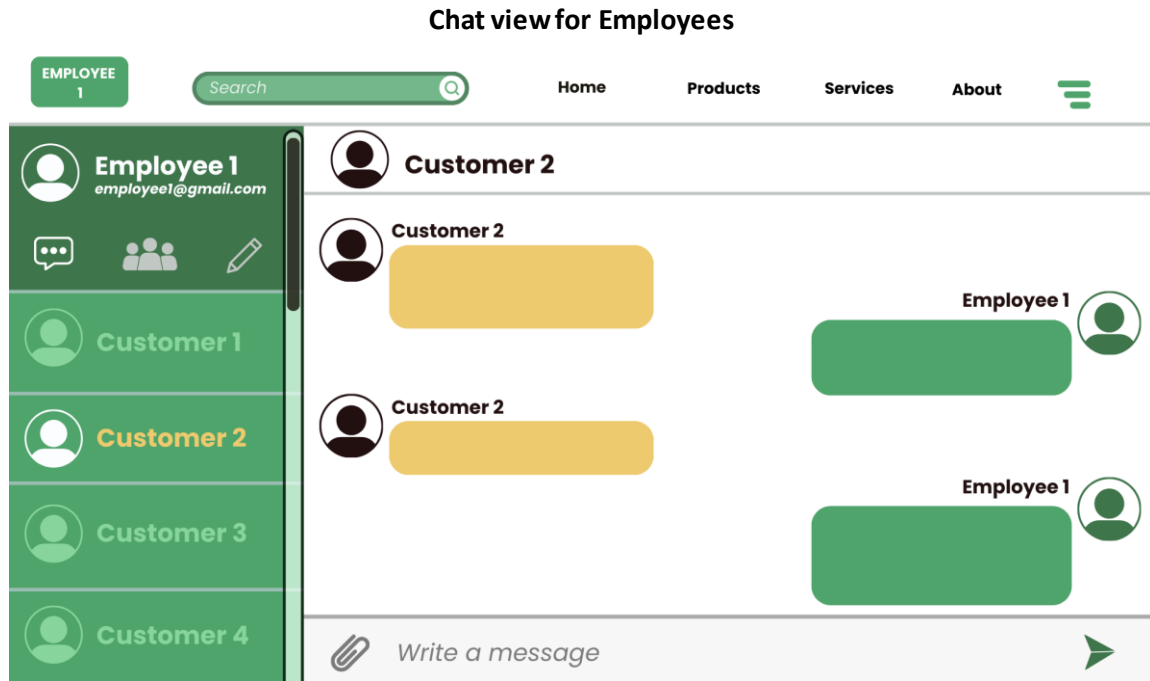 Chat view for Employees
EMPLOYEE
1
Search
Home
Products
Services
About
Employee 1
employee1@gmail.com
Customer 1
Customer 2
Customer 3
Customer 4
Customer 2
Customer 2
Employee 1
Customer 2
Employee 1
Write a message